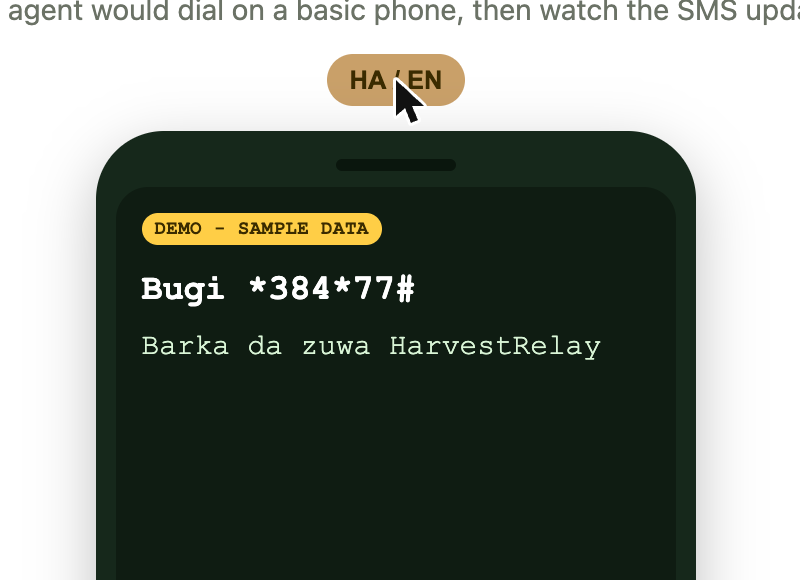 agent would dial on a basic phone, then watch the SMS upda
HA / EN
DEMO - SAMPLE DATA
Bugi *384*77#
Barka da zuwa HarvestRelay